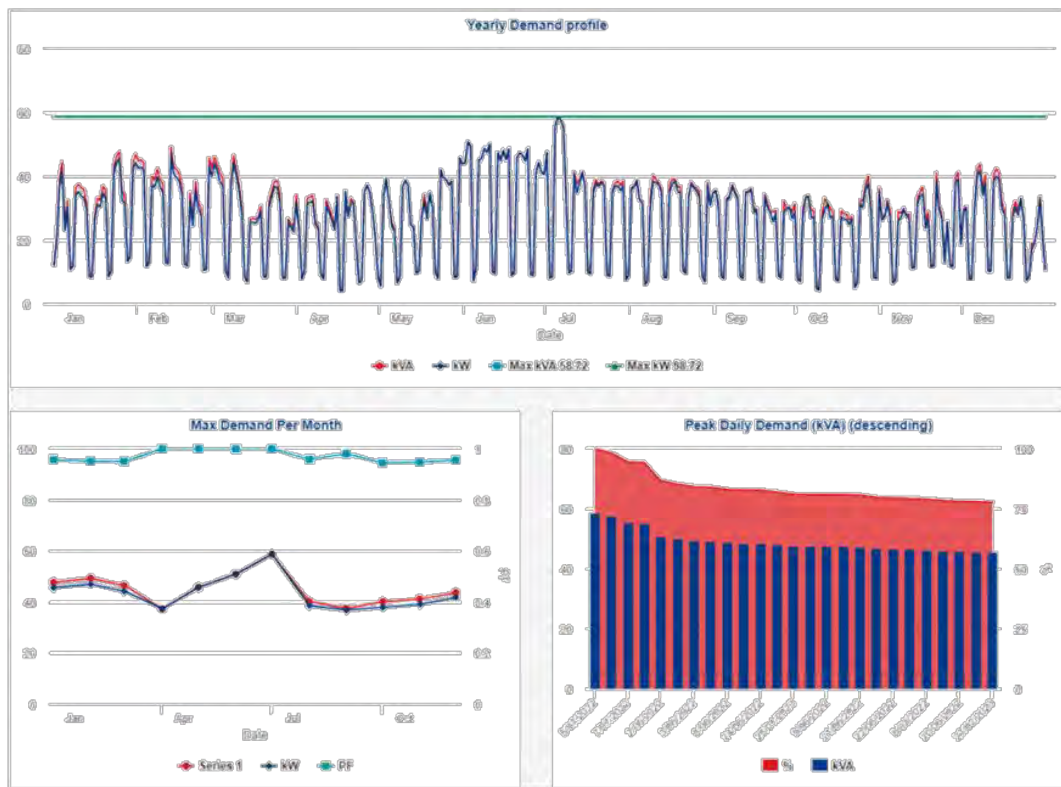 Yearly Demand profile
80
60
40
20
0
Jan Feb Mar Apr May Jun Jul Aug Sep Oct Nov Dec
Date
kVA kW Max kVA 58.72 Max kW 58.72
Max Demand Per Month
100 1
80 0.8
60 0.6
40 0.4
20 0.2
0 0
Jan Apr Jul Oct
Date
Series 1 kW PF
Peak Daily Demand (kVA) (descending)
80 100
60 75
40 50
20 25
0 0
%
% kVA